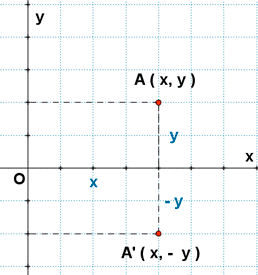 y
A ( x, y )
y
x
O
x
- y
A' ( x, - y )